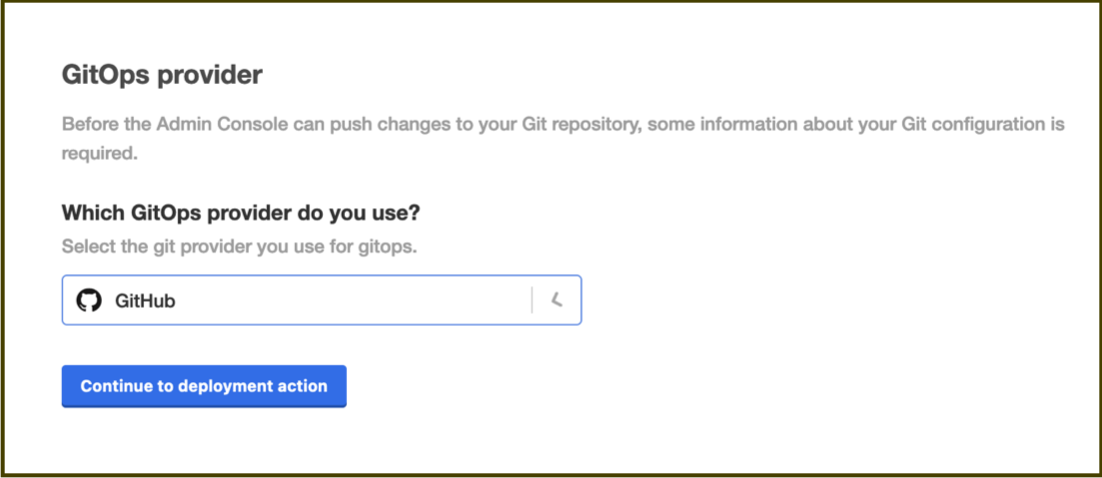 GitOps provider
Before the Admin Console can push changes to your Git repository, some information about your Git configuration is
required.
Which GitOps provider do you use?
Select the git provider you use for gitops.
GitHub
Continue to deployment action